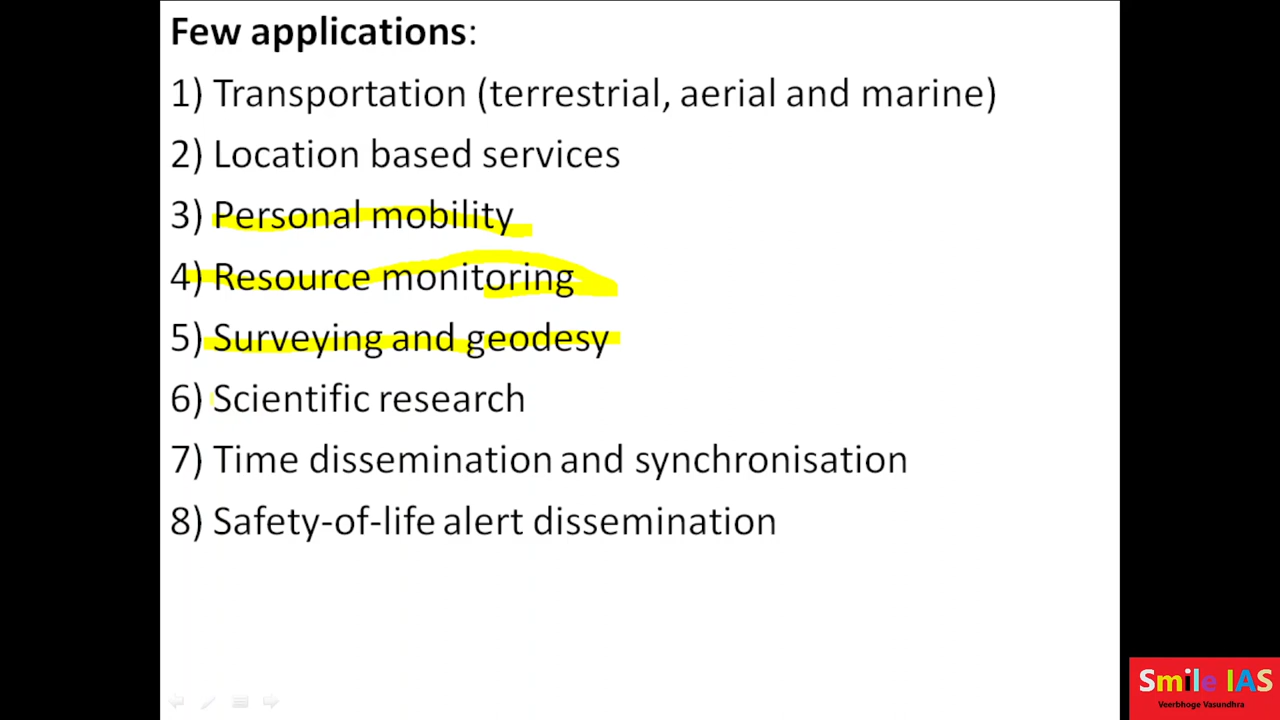 Few applications:
1) Transportation (terrestrial, aerial and marine)
2) Location based services
3) Personal mobility
4) Resource monitoring
5) Surveying and geodesy
6) Scientific research
7) Time dissemination and synchronisation
8) Safety-of-life alert dissemination
Smile IAS
Veerbhoge Vasundhra